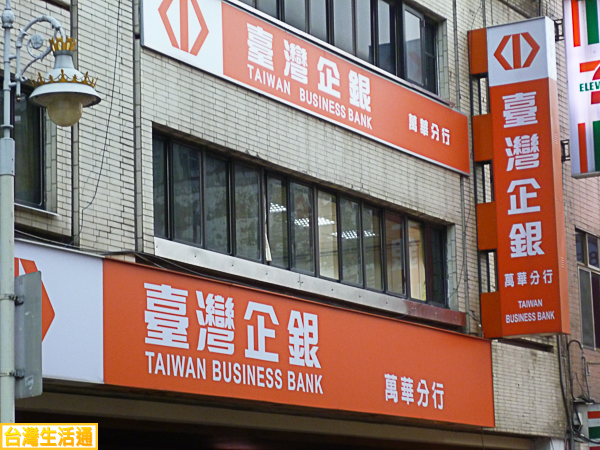 臺灣企銀
TAIWAN BUSINESS BANK
萬華分行
臺灣企銀
萬華分行
TAIWAN
BUSINESS BANK
7
ELEVE
臺灣企銀
TAIWAN BUSINESS BANK
萬華分行
台灣生活通